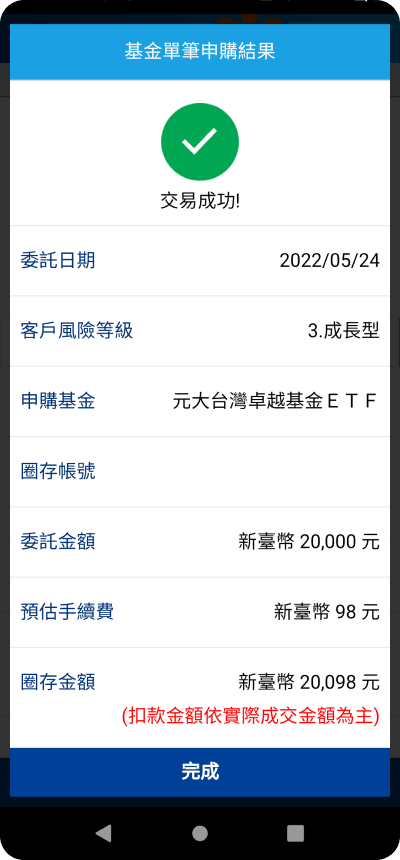 基金單筆申購結果
交易成功!
委託日期 2022/05/24
客戶風險等級 3.成長型
申購基金 元大台灣卓越基金ＥＴＦ
圈存帳號
委託金額 新臺幣 20,000 元
預估手續費 新臺幣 98 元
圈存金額 新臺幣 20,098 元
(扣款金額依實際成交金額為主)
完成